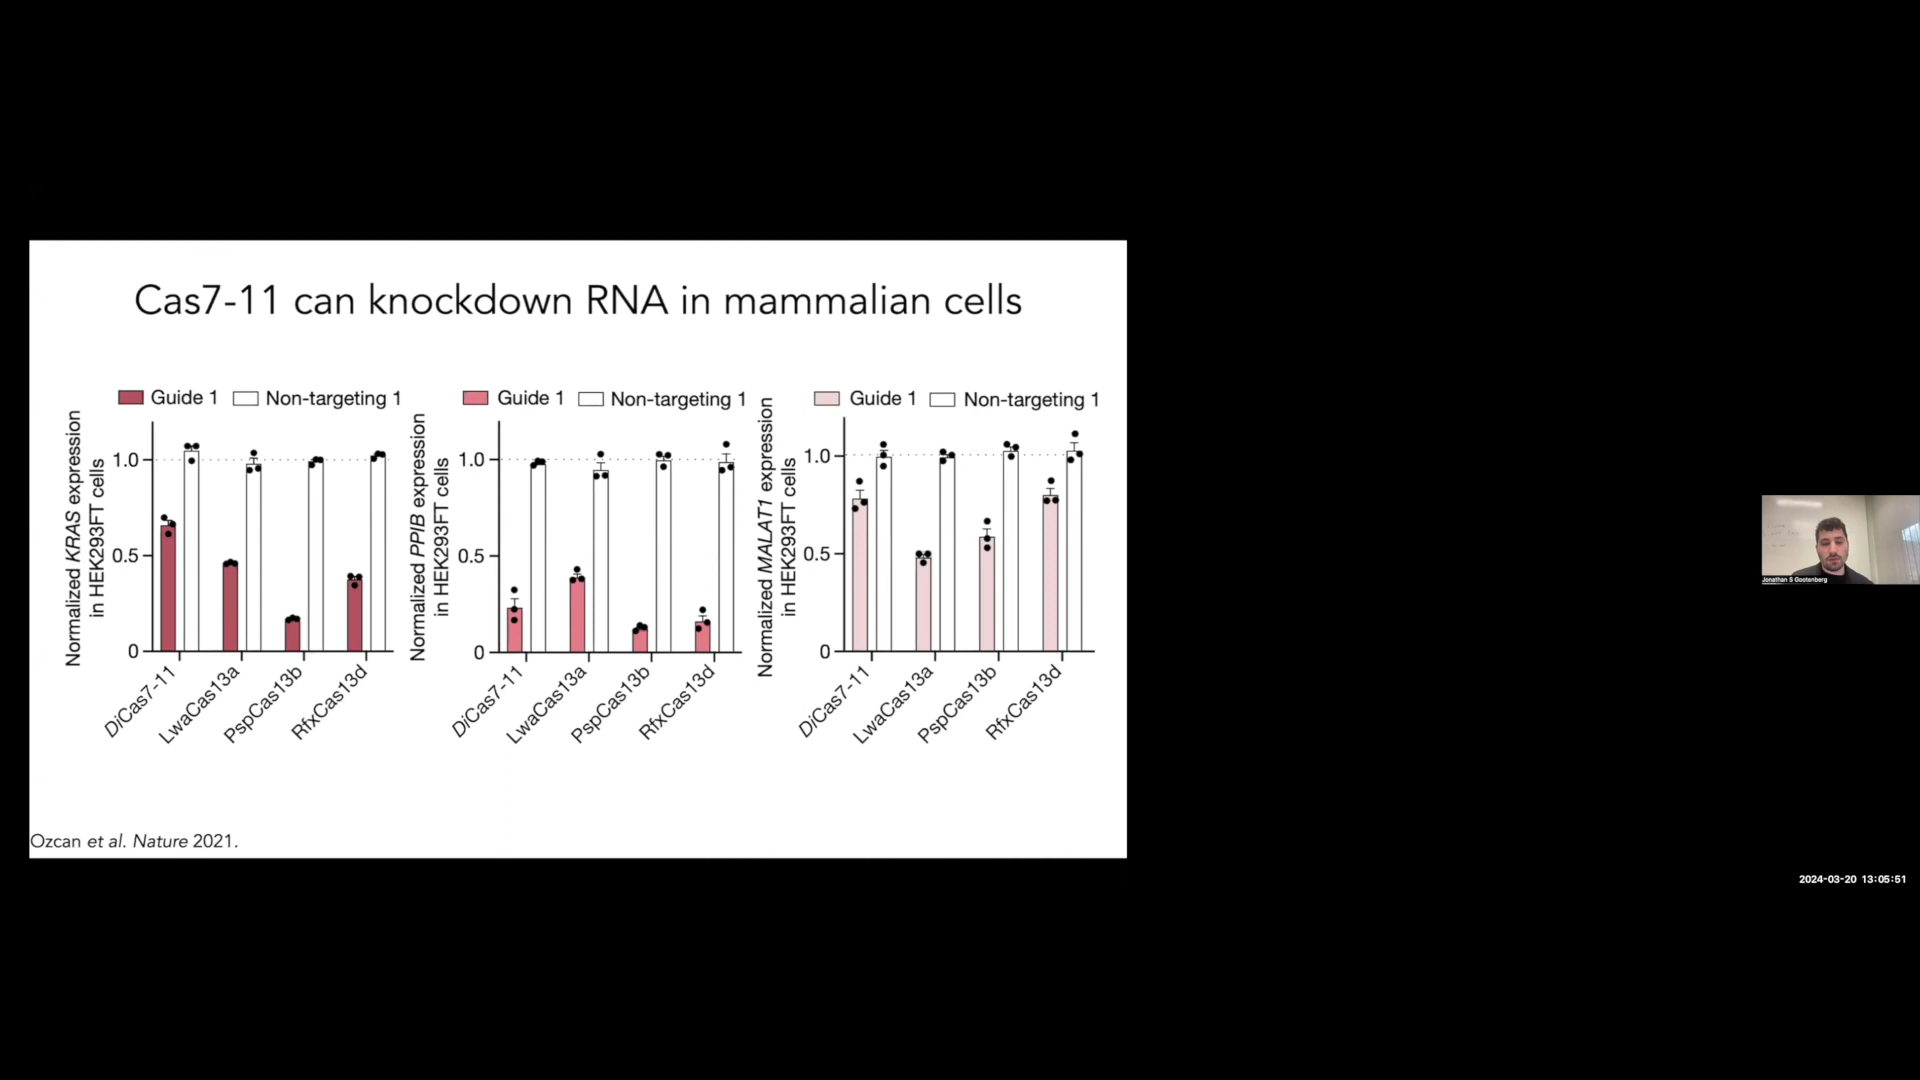 Cas7-11 can knockdown RNA in mammalian cells
Guide 1 Non-targeting 1
Normalized KRAS expression
in HEK293FT cells
1.0
0.5
0
DiCas7-11
LwaCas13a
PspCas13b
RfxCas13d
Guide 1 Non-targeting 1
Normalized PPIB expression
in HEK293FT cells
1.0
0.5
0
DiCas7-11
LwaCas13a
PspCas13b
RfxCas13d
Guide 1 Non-targeting 1
Normalized MALAT1 expression
in HEK293FT cells
1.0
0.5
0
DiCas7-11
LwaCas13a
PspCas13b
RfxCas13d
Ozcan et al. Nature 2021.
Jonathan S Gootenberg
2024-03-20 13:05:51